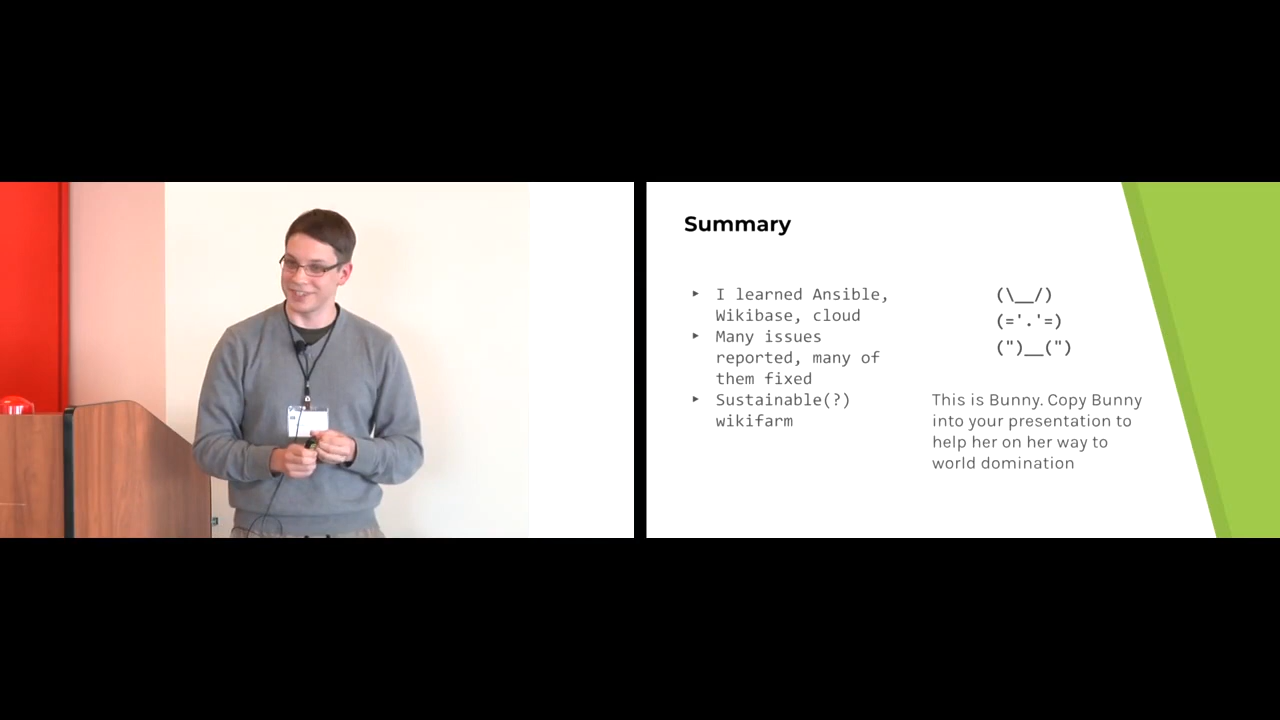 Summary
▸ I learned Ansible,
Wikibase, cloud
▸ Many issues
reported, many of
them fixed
▸ Sustainable(?)
wikifarm
(\__/)
(='.'=)
(")__(")
This is Bunny. Copy Bunny
into your presentation to
help her on her way to
world domination